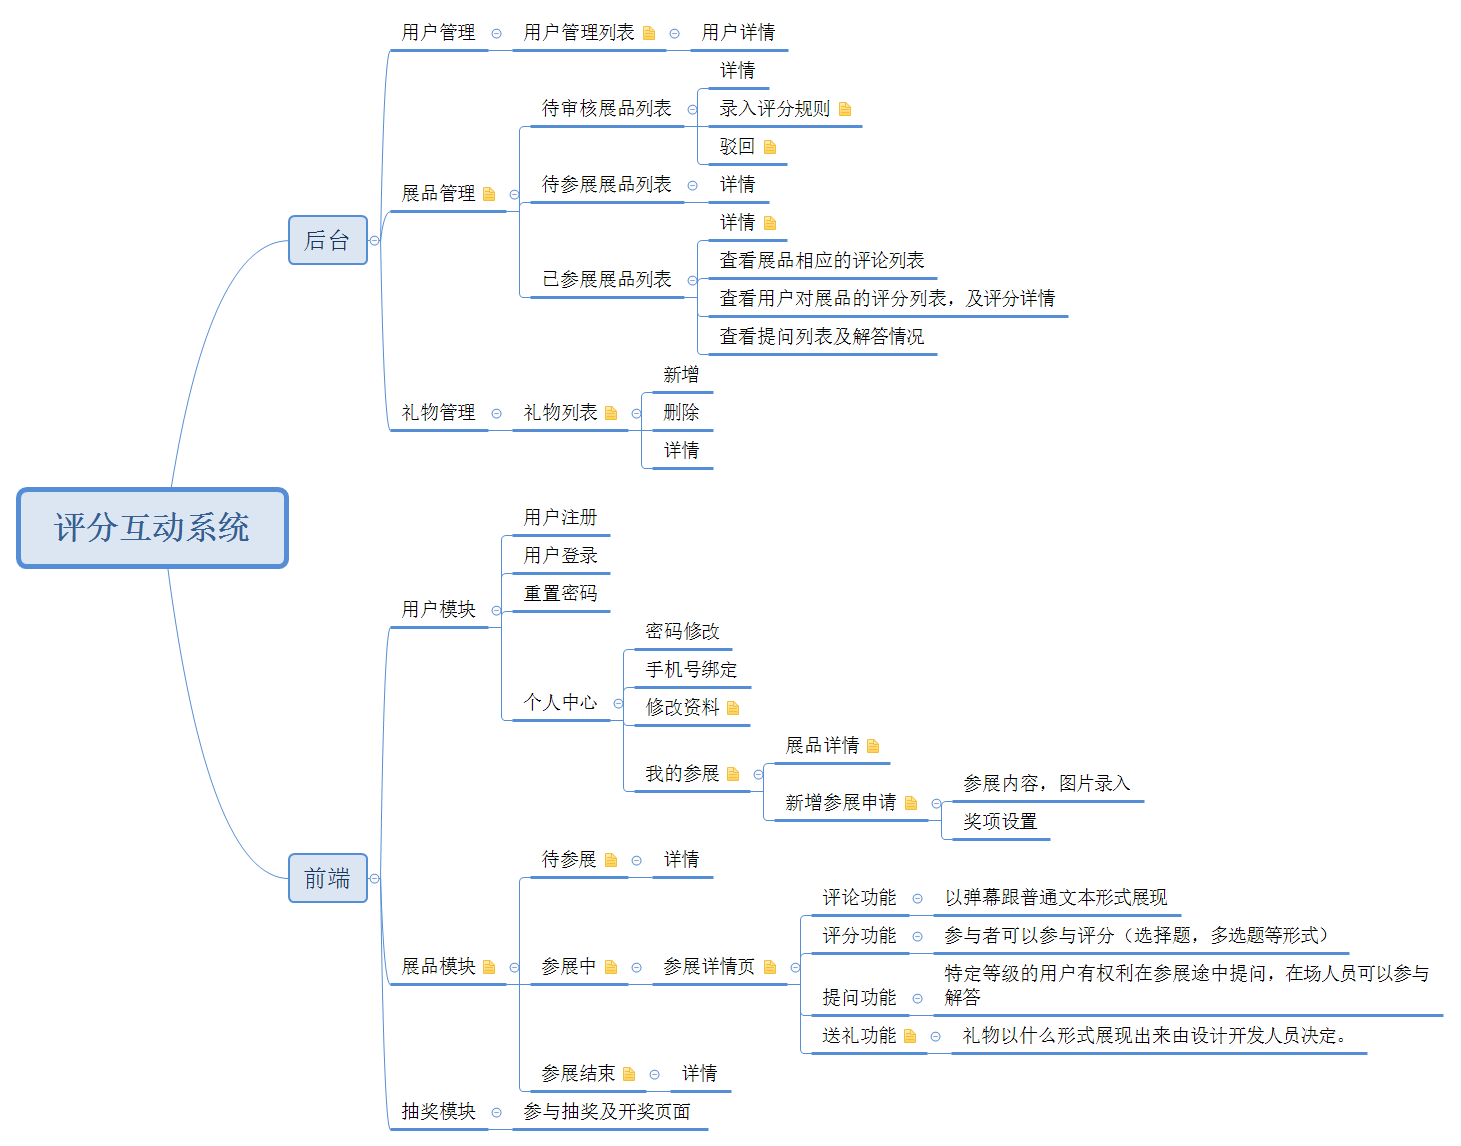 评分互动系统
后台
用户管理
用户管理列表
用户详情
展品管理
待审核展品列表
详情
录入评分规则
驳回
待参展展品列表
详情
已参展展品列表
详情
查看展品相应的评论列表
查看用户对展品的评分列表，及评分详情
查看提问列表及解答情况
礼物管理
礼物列表
新增
删除
详情
前端
用户模块
用户注册
用户登录
重置密码
个人中心
密码修改
手机号绑定
修改资料
我的参展
展品详情
新增参展申请
参展内容，图片录入
奖项设置
展品模块
待参展
详情
参展中
参展详情页
评论功能
以弹幕跟普通文本形式展现
评分功能
参与者可以参与评分（选择题，多选题等形式）
提问功能
特定等级的用户有权利在参展途中提问，在场人员可以参与
解答
送礼功能
礼物以什么形式展现出来由设计开发人员决定。
参展结束
详情
抽奖模块
参与抽奖及开奖页面